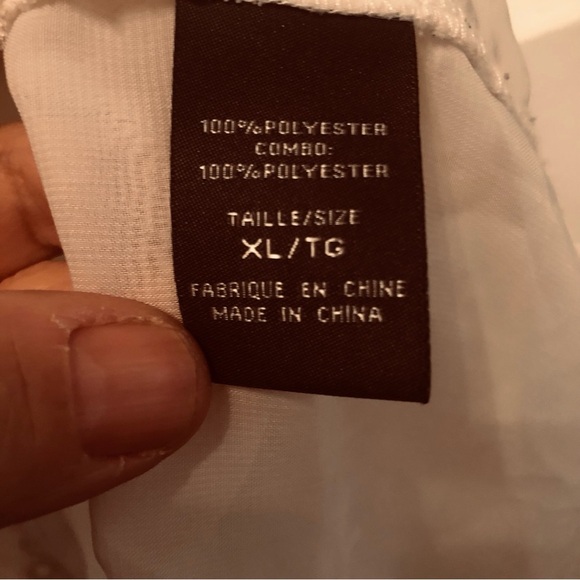 100%POLYESTER
COMBO:
100%POLYESTER
TAILLE/SIZE
XL/TG
FABRIQUE EN CHINE
MADE IN CHINA